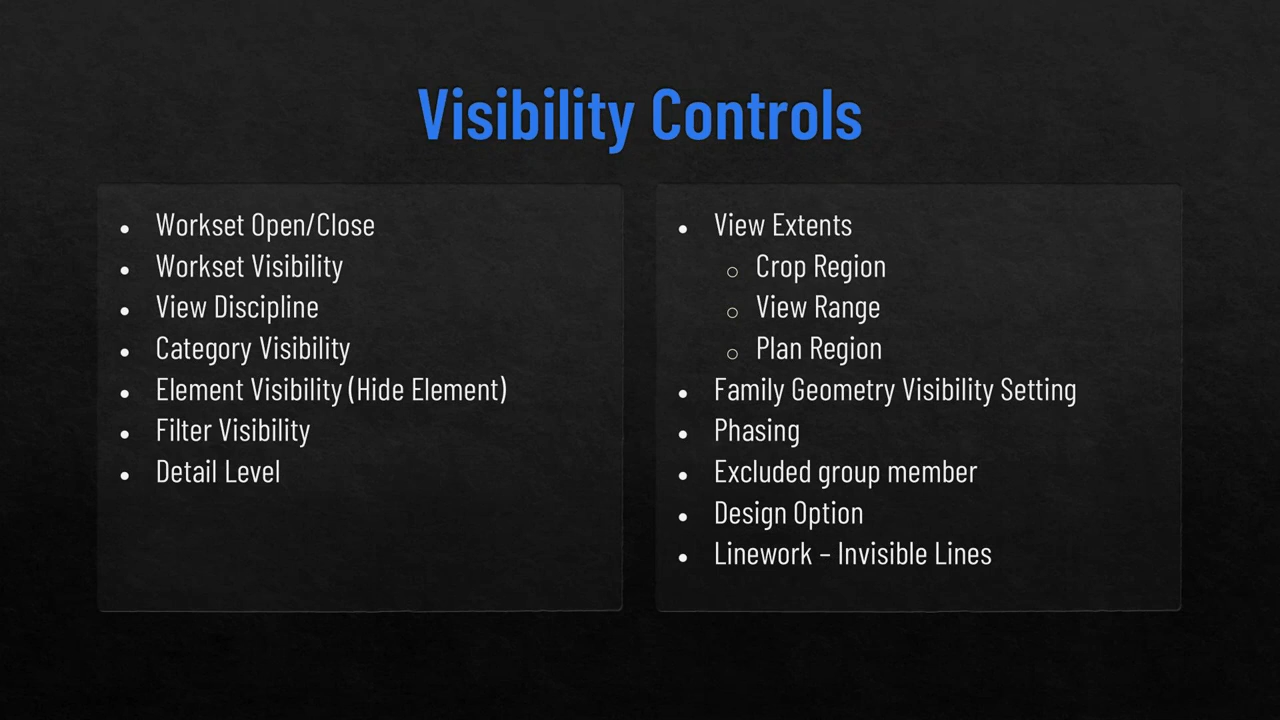 Visibility Controls
• Workset Open/Close
• Workset Visibility
• View Discipline
• Category Visibility
• Element Visibility (Hide Element)
• Filter Visibility
• Detail Level
• View Extents
○ Crop Region
○ View Range
○ Plan Region
• Family Geometry Visibility Setting
• Phasing
• Excluded group member
• Design Option
• Linework – Invisible Lines